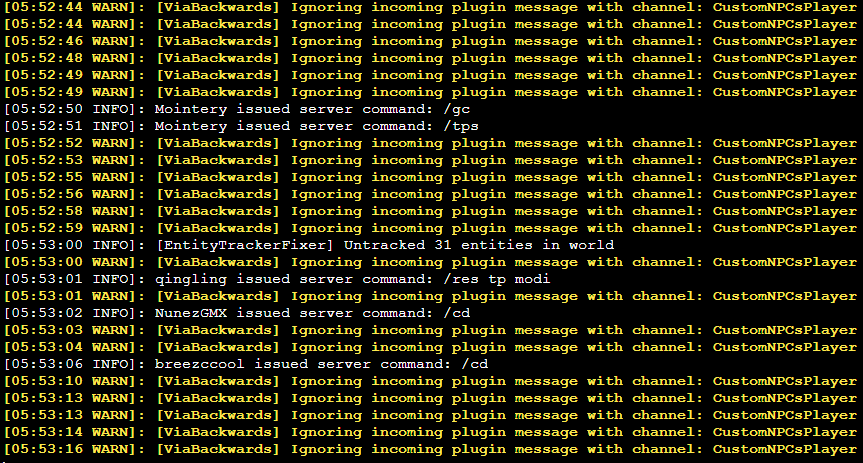 [05:52:44 WARN]: [ViaBackwards] Ignoring incoming plugin message with channel: CustomNPCsPlayer
[05:52:44 WARN]: [ViaBackwards] Ignoring incoming plugin message with channel: CustomNPCsPlayer
[05:52:46 WARN]: [ViaBackwards] Ignoring incoming plugin message with channel: CustomNPCsPlayer
[05:52:48 WARN]: [ViaBackwards] Ignoring incoming plugin message with channel: CustomNPCsPlayer
[05:52:49 WARN]: [ViaBackwards] Ignoring incoming plugin message with channel: CustomNPCsPlayer
[05:52:49 WARN]: [ViaBackwards] Ignoring incoming plugin message with channel: CustomNPCsPlayer
[05:52:50 INFO]: Mointery issued server command: /gc
[05:52:51 INFO]: Mointery issued server command: /tps
[05:52:52 WARN]: [ViaBackwards] Ignoring incoming plugin message with channel: CustomNPCsPlayer
[05:52:53 WARN]: [ViaBackwards] Ignoring incoming plugin message with channel: CustomNPCsPlayer
[05:52:55 WARN]: [ViaBackwards] Ignoring incoming plugin message with channel: CustomNPCsPlayer
[05:52:56 WARN]: [ViaBackwards] Ignoring incoming plugin message with channel: CustomNPCsPlayer
[05:52:58 WARN]: [ViaBackwards] Ignoring incoming plugin message with channel: CustomNPCsPlayer
[05:52:59 WARN]: [ViaBackwards] Ignoring incoming plugin message with channel: CustomNPCsPlayer
[05:53:00 INFO]: [EntityTrackerFixer] Untracked 31 entities in world
[05:53:00 WARN]: [ViaBackwards] Ignoring incoming plugin message with channel: CustomNPCsPlayer
[05:53:01 INFO]: qingling issued server command: /res tp modi
[05:53:01 WARN]: [ViaBackwards] Ignoring incoming plugin message with channel: CustomNPCsPlayer
[05:53:02 INFO]: NunezGMX issued server command: /cd
[05:53:03 WARN]: [ViaBackwards] Ignoring incoming plugin message with channel: CustomNPCsPlayer
[05:53:04 WARN]: [ViaBackwards] Ignoring incoming plugin message with channel: CustomNPCsPlayer
[05:53:06 INFO]: breezccool issued server command: /cd
[05:53:10 WARN]: [ViaBackwards] Ignoring incoming plugin message with channel: CustomNPCsPlayer
[05:53:13 WARN]: [ViaBackwards] Ignoring incoming plugin message with channel: CustomNPCsPlayer
[05:53:13 WARN]: [ViaBackwards] Ignoring incoming plugin message with channel: CustomNPCsPlayer
[05:53:14 WARN]: [ViaBackwards] Ignoring incoming plugin message with channel: CustomNPCsPlayer
[05:53:16 WARN]: [ViaBackwards] Ignoring incoming plugin message with channel: CustomNPCsPlayer